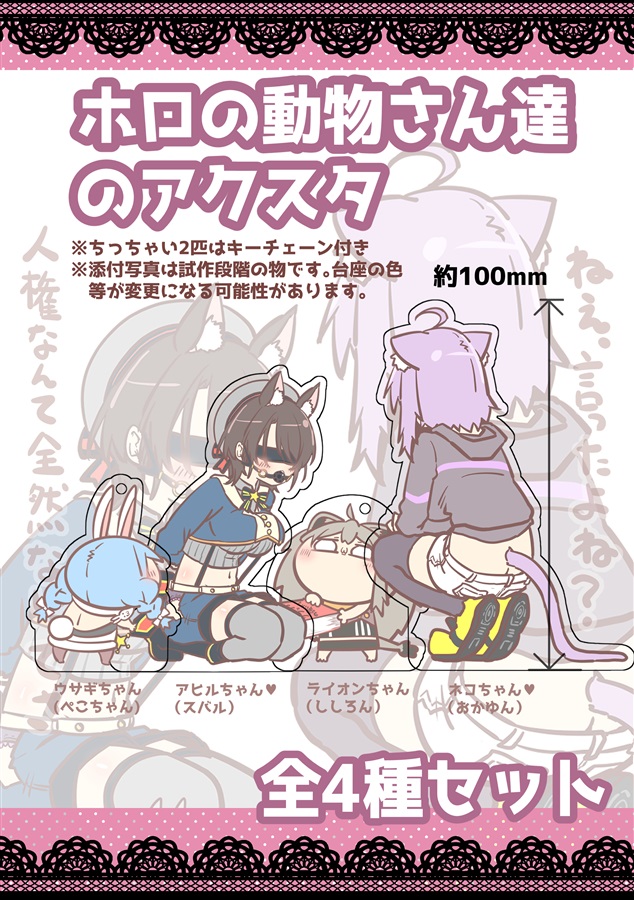 ホロの動物さん達
のアクスタ
※ちっちゃい2匹はキーチェーン付き
※添付写真は試作段階の物です。台座の色
等が変更になる可能性があります。
約100mm
人権なんて全然な
ねえ、言ったよね?
ウサギちゃん
(ぺこちゃん)
アヒルちゃん♥
(スバル)
ライオンちゃん
(ししろん)
ネコちゃん♥
(おかゆん)
全4種セット